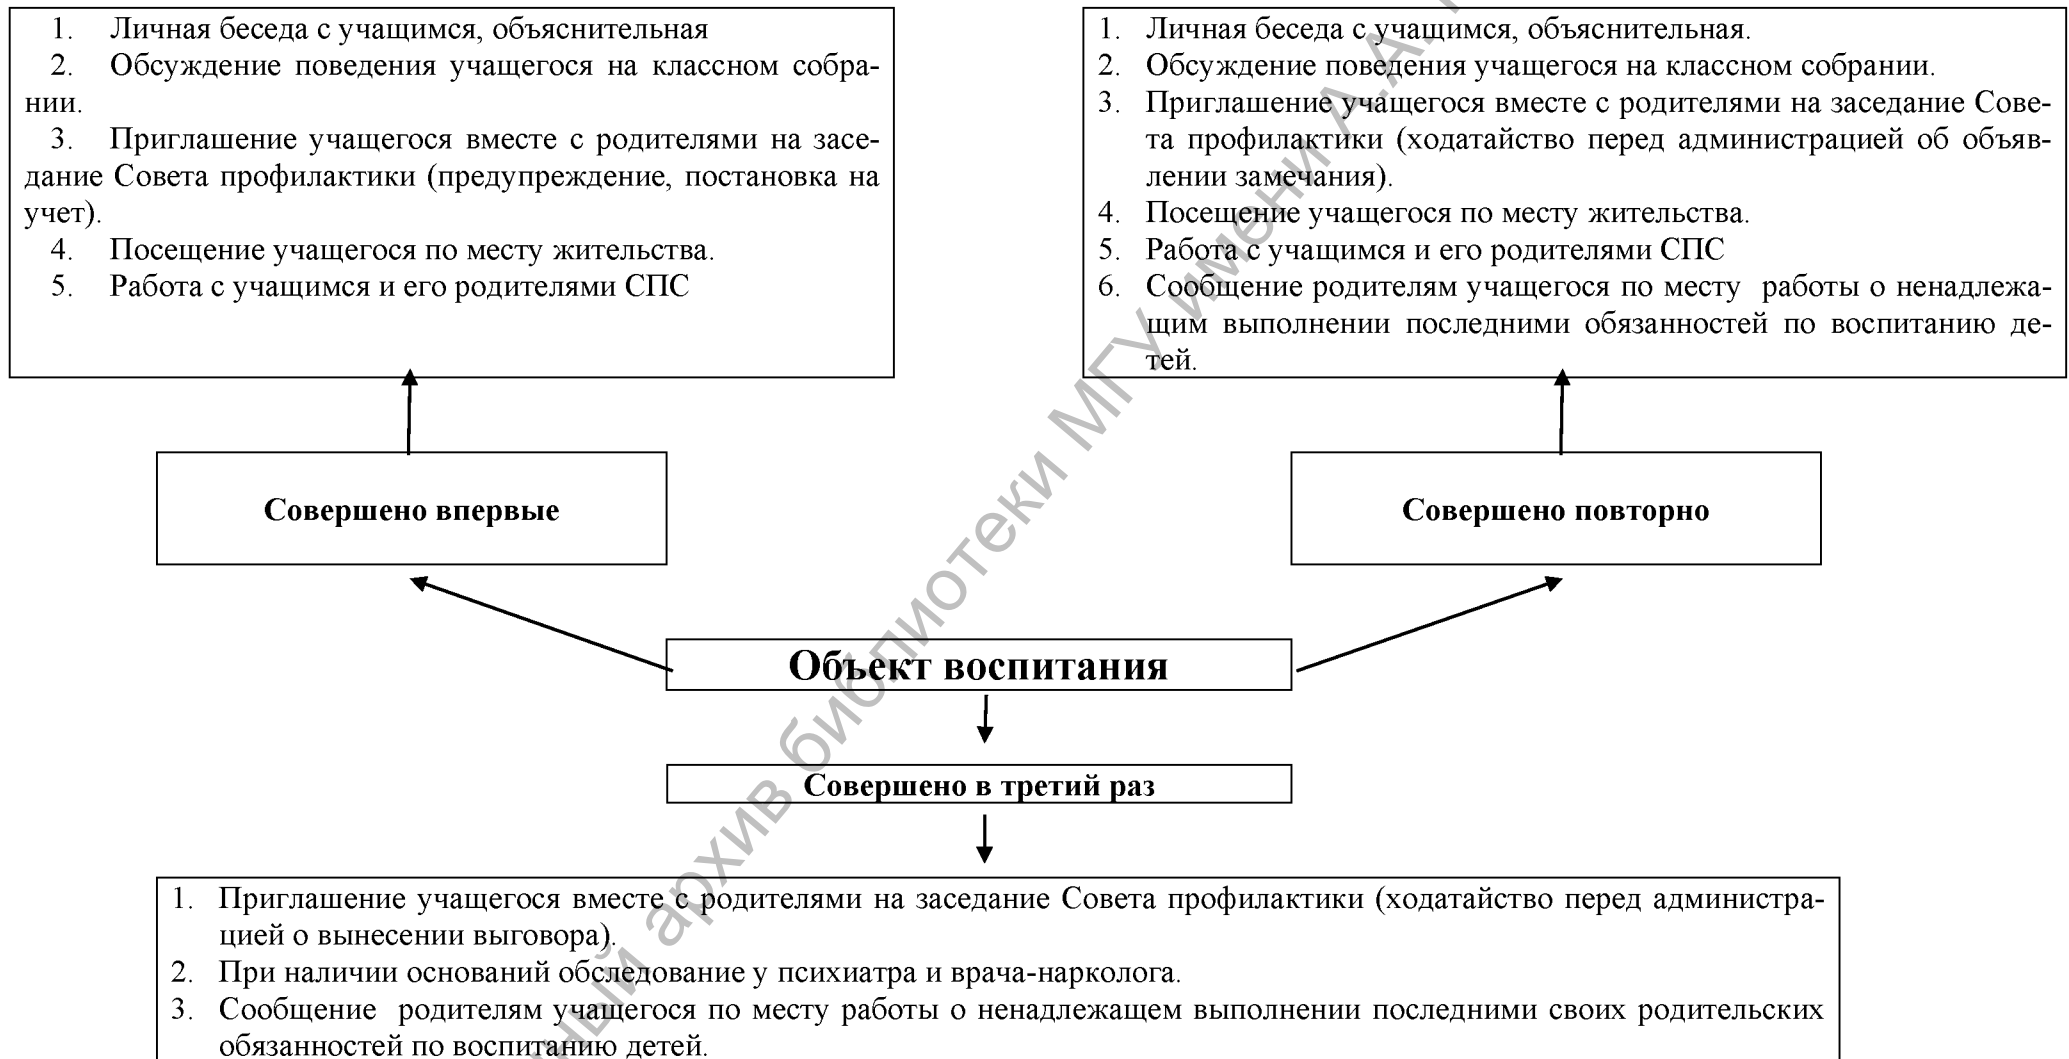 1. Личная беседа с учащимся, объяснительная
2. Обсуждение поведения учащегося на классном собра-
нии.
3. Приглашение учащегося вместе с родителями на засе-
дание Совета профилактики (предупреждение, постановка на
учет).
4. Посещение учащегося по месту жительства.
5. Работа с учащимся и его родителями СПС
1. Личная беседа с учащимся, объяснительная.
2. Обсуждение поведения учащегося на классном собрании.
3. Приглашение учащегося вместе с родителями на заседание Сове-
та профилактики (ходатайство перед администрацией об объяв-
лении замечания).
4. Посещение учащегося по месту жительства.
5. Работа с учащимся и его родителями СПС
6. Сообщение родителям учащегося по месту работы о ненадлежа-
щим выполнении последними обязанностей по воспитанию де-
тей.
Совершено впервые
Совершено повторно
Объект воспитания
Совершено в третий раз
1. Приглашение учащегося вместе с родителями на заседание Совета профилактики (ходатайство перед администра-
цией о вынесении выговора).
2. При наличии оснований обследование у психиатра и врача-нарколога.
3. Сообщение родителям учащегося по месту работы о ненадлежащем выполнении последними своих родительских
обязанностей по воспитанию детей.
архив библиотеки МГУ имени А.А.